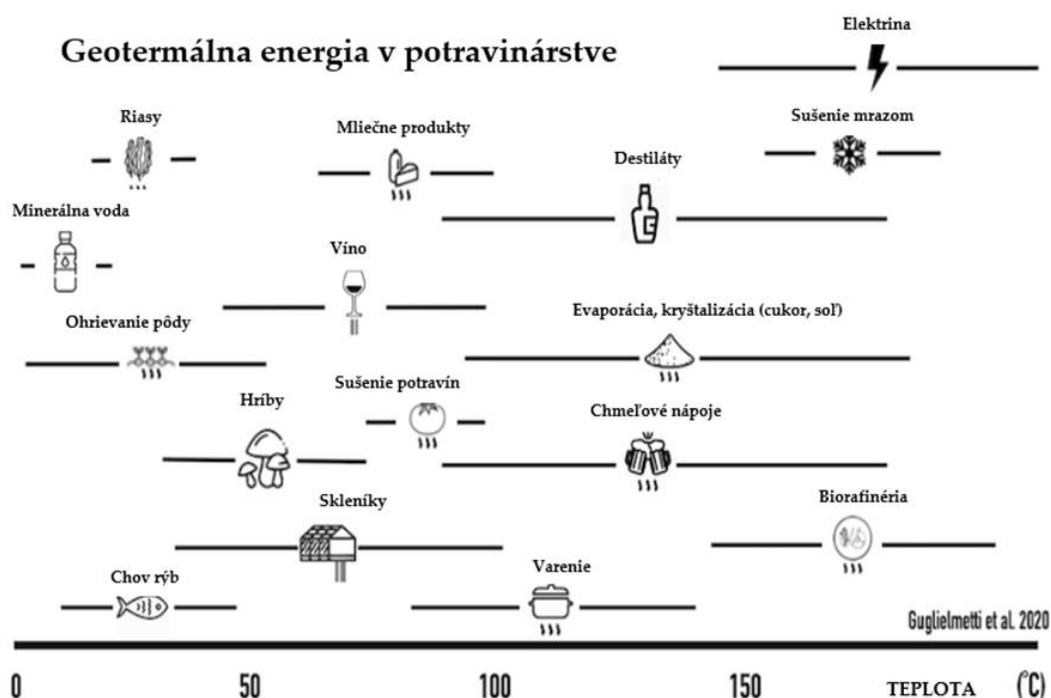 Elektrina
Geotermálna energia v potravinárstve
Riasy
Mliečne produkty
Sušenie mrazom
Destiláty
Minerálna voda
Víno
Evaporácia, kryštalizácia (cukor, soľ)
Ohrievanie pôdy
Sušenie potravín
Hríby
Chmeľové nápoje
Skleníky
Biorafinéria
Varenie
Chov rýb
Guglielmetti et al. 2020
0 50 100 150 TEPLOTA (°C)